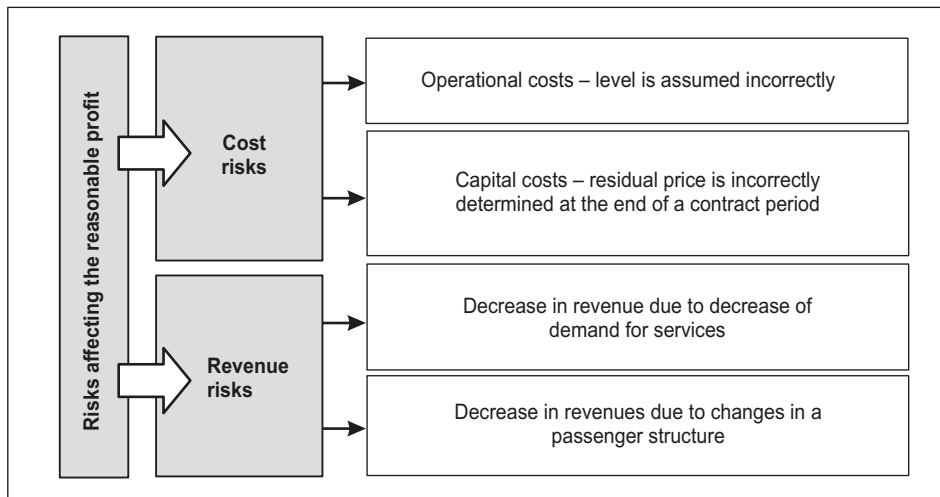 Risks affecting the reasonable profit
Cost
risks
Operational costs – level is assumed incorrectly
Capital costs – residual price is incorrectly
determined at the end of a contract period
Revenue
risks
Decrease in revenue due to decrease of
demand for services
Decrease in revenues due to changes in a
passenger structure